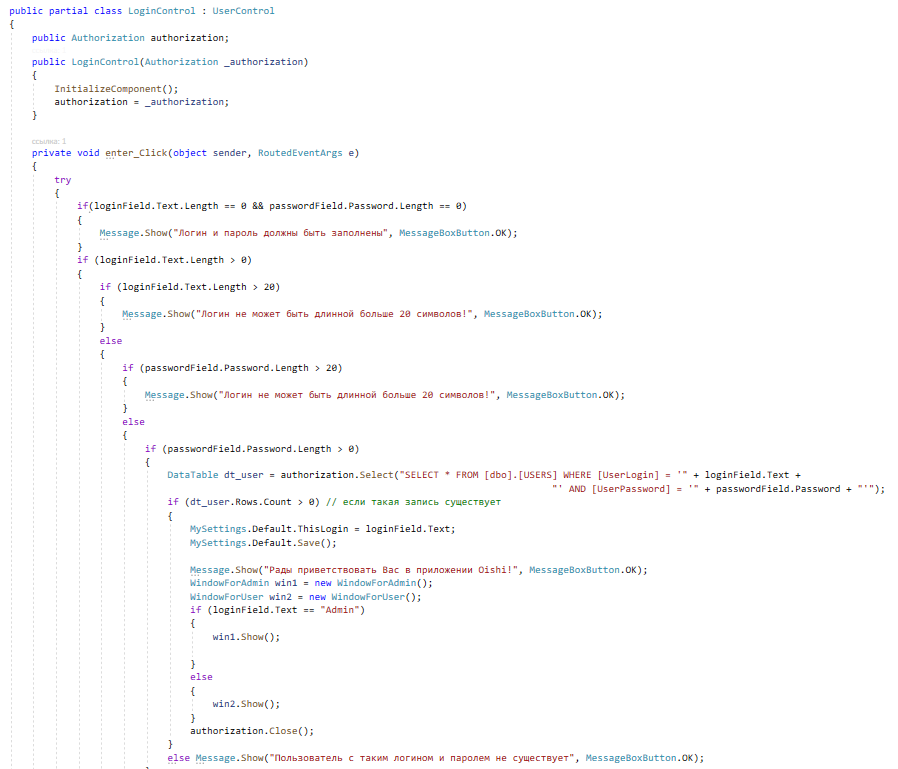 public partial class LoginControl : UserControl
{
    public Authorization authorization;

    public LoginControl(Authorization _authorization)
    {
        InitializeComponent();
        authorization = _authorization;
    }

    ссылка: 1
    private void enter_Click(object sender, RoutedEventArgs e)
    {
        try
        {
            if(loginField.Text.Length == 0 && passwordField.Password.Length == 0)
            {
                Message.Show("Логин и пароль должны быть заполнены", MessageBoxButton.OK);
            }
            if (loginField.Text.Length > 0)
            {
                if (loginField.Text.Length > 20)
                {
                    Message.Show("Логин не может быть длинной больше 20 символов!", MessageBoxButton.OK);
                }
                else
                {
                    if (passwordField.Password.Length > 20)
                    {
                        Message.Show("Логин не может быть длинной больше 20 символов!", MessageBoxButton.OK);
                    }
                    else
                    {
                        if (passwordField.Password.Length > 0)
                        {
                            DataTable dt_user = authorization.Select("SELECT * FROM [dbo].[USERS] WHERE [UserLogin] = '" + loginField.Text +
                                                                     "' AND [UserPassword] = '" + passwordField.Password + "'");
                            if (dt_user.Rows.Count > 0) // если такая запись существует
                            {
                                MySettings.Default.ThisLogin = loginField.Text;
                                MySettings.Default.Save();

                                Message.Show("Рады приветствовать Вас в приложении Oishi!", MessageBoxButton.OK);
                                WindowForAdmin win1 = new WindowForAdmin();
                                WindowForUser win2 = new WindowForUser();
                                if (loginField.Text == "Admin")
                                {
                                    win1.Show();

                                }
                                else
                                {
                                    win2.Show();
                                }
                                authorization.Close();
                            }
                            else Message.Show("Пользователь с таким логином и паролем не существует", MessageBoxButton.OK);